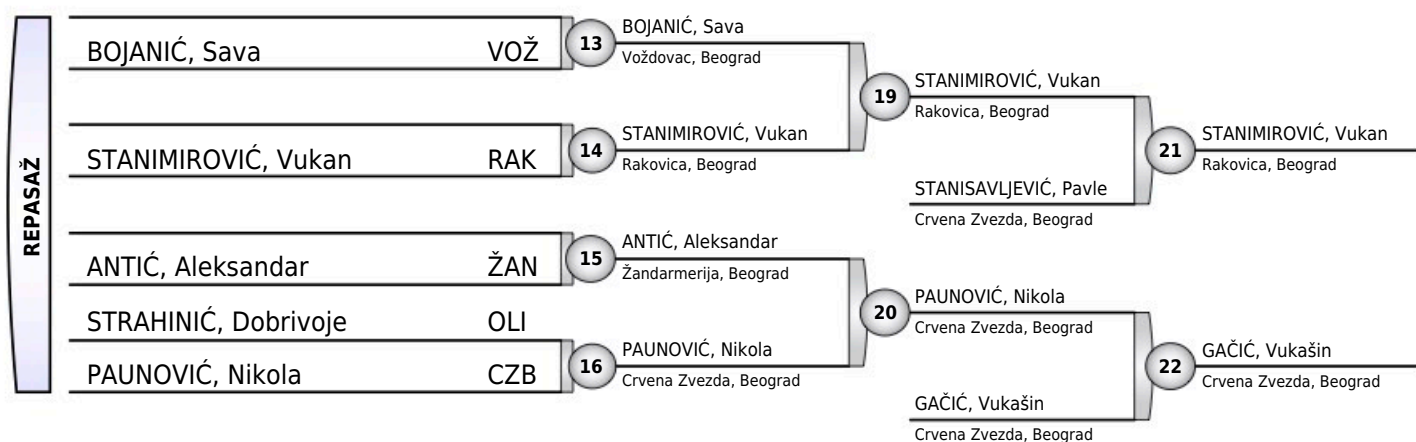 REPASAŽ
BOJANIĆ, Sava VOŽ
STANIMIROVIĆ, Vukan RAK
ANTIĆ, Aleksandar ŽAN
STRAHINIĆ, Dobrivoje OLI
PAUNOVIĆ, Nikola CZB
13
BOJANIĆ, Sava
Voždovac, Beograd
14
STANIMIROVIĆ, Vukan
Rakovica, Beograd
15
ANTIĆ, Aleksandar
Žandarmerija, Beograd
16
PAUNOVIĆ, Nikola
Crvena Zvezda, Beograd
19
STANIMIROVIĆ, Vukan
Rakovica, Beograd
STANISAVLJEVIĆ, Pavle
Crvena Zvezda, Beograd
20
PAUNOVIĆ, Nikola
Crvena Zvezda, Beograd
GAČIĆ, Vukašin
Crvena Zvezda, Beograd
21
STANIMIROVIĆ, Vukan
Rakovica, Beograd
22
GAČIĆ, Vukašin
Crvena Zvezda, Beograd